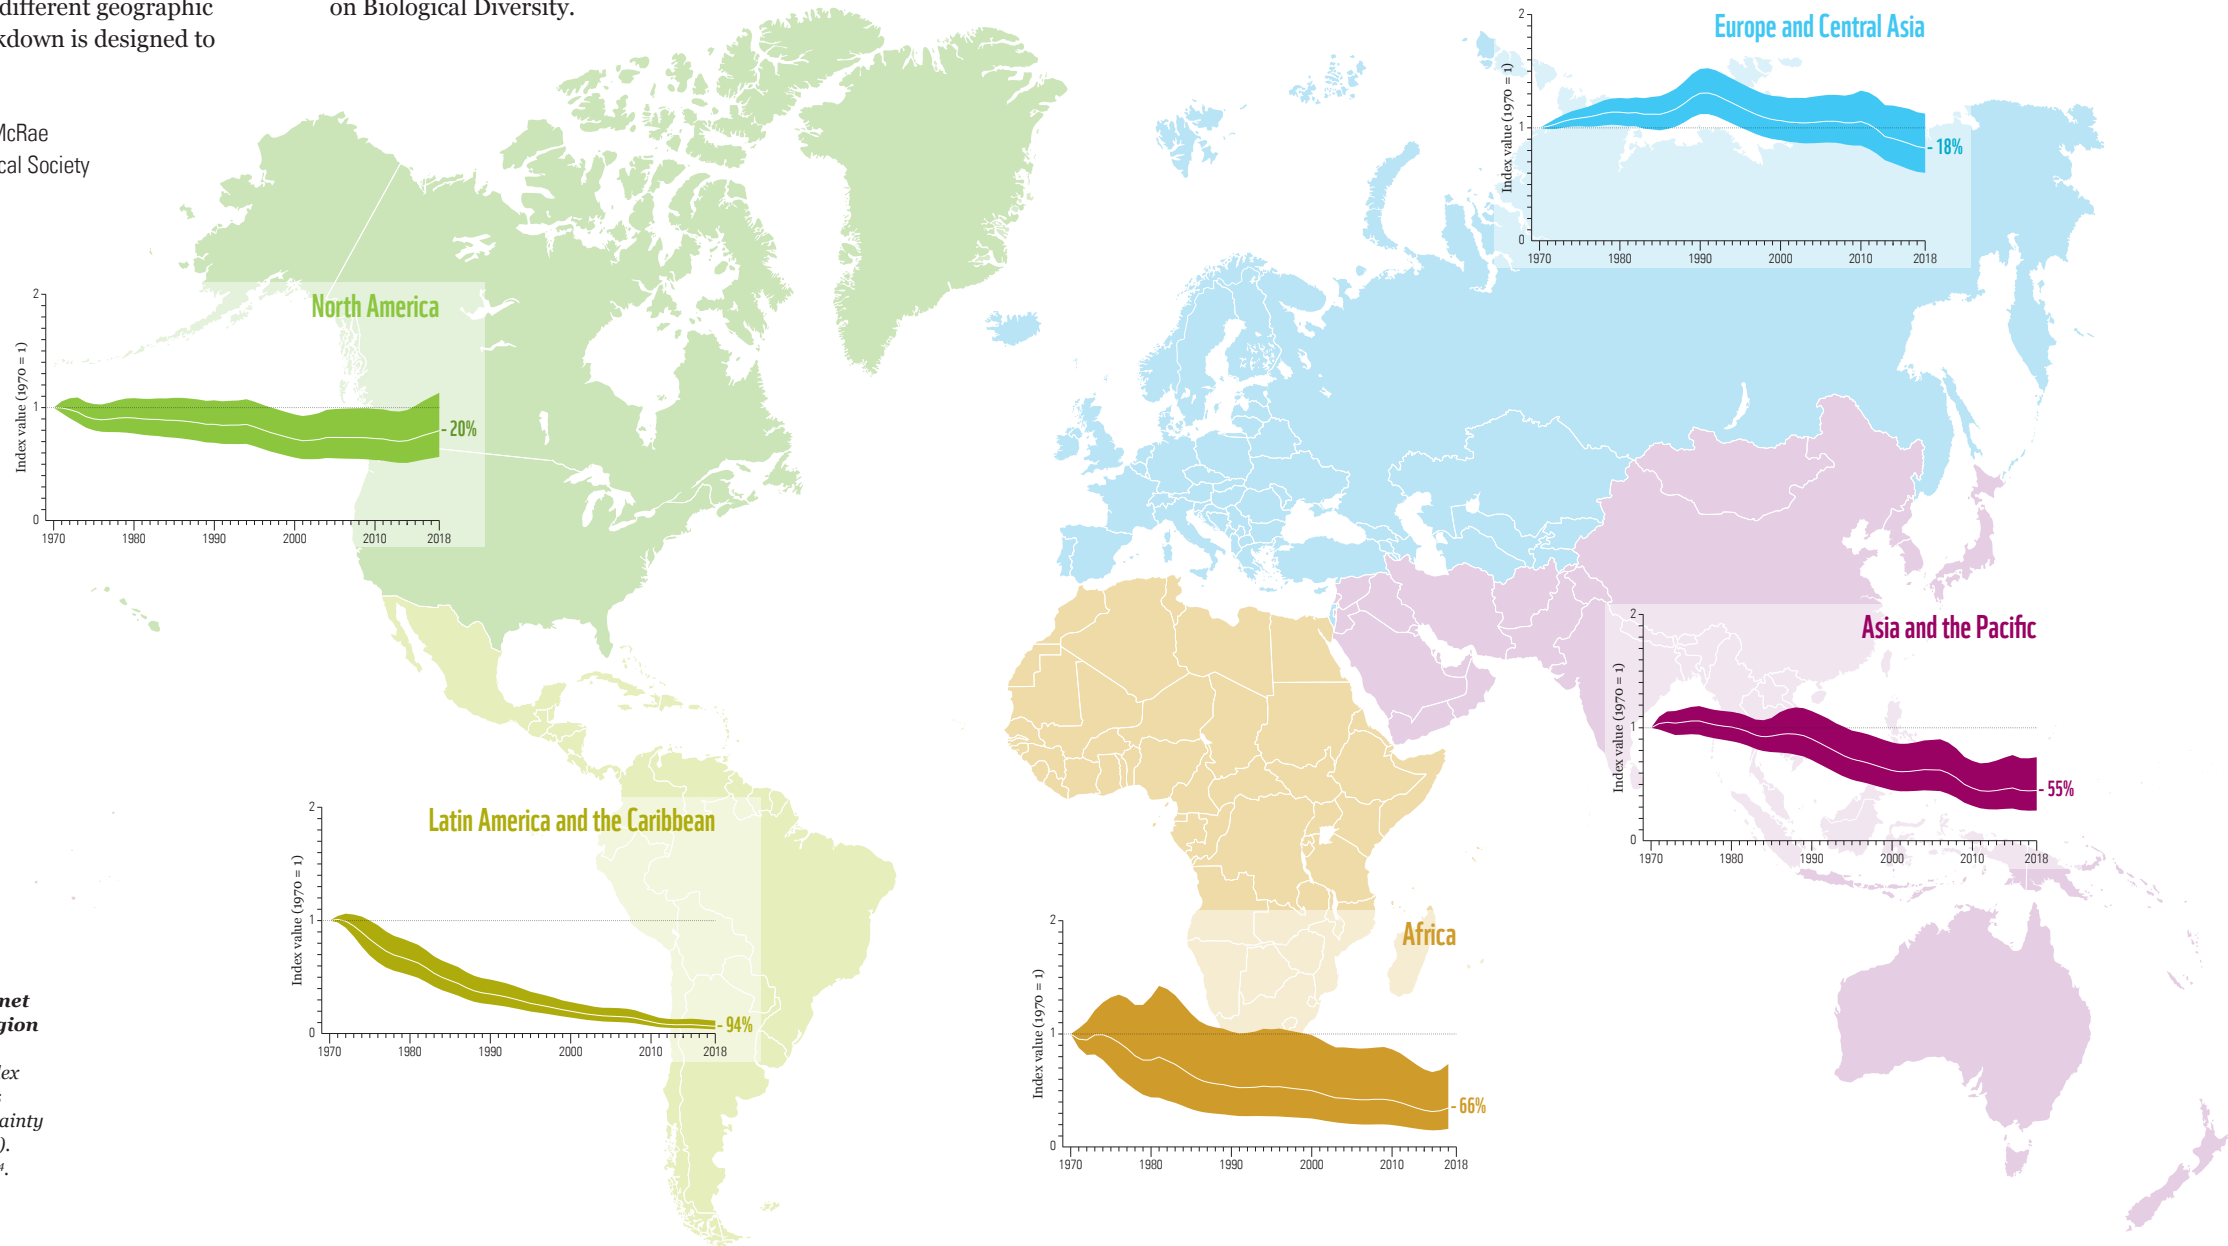 different geographic
kdown is designed to
on Biological Diversity.
McRae
cal Society
Europe and Central Asia
Index value (1970 = 1)
2
1
0
- 18%
1970 1980 1990 2000 2010 2018
North America
Index value (1970 = 1)
2
1
0
- 20%
1970 1980 1990 2000 2010 2018
Asia and the Pacific
Index value (1970 = 1)
2
1
0
- 55%
1970 1980 1990 2000 2010 2018
Latin America and the Caribbean
Index value (1970 = 1)
2
1
0
- 94%
1970 1980 1990 2000 2010 2018
Africa
Index value (1970 = 1)
2
1
0
- 66%
1970 1980 1990 2000 2010 2018
net
gion
lex
ainty
).
4.